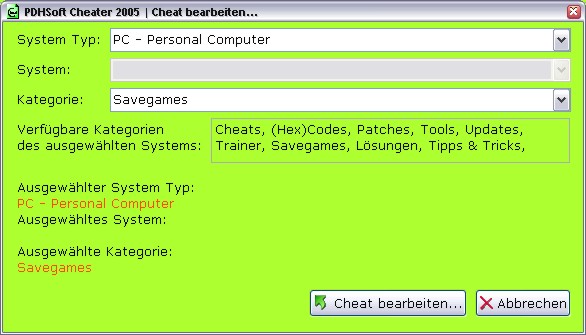 PDHSoft Cheater 2005 | Cheat bearbeiten...
System Typ: PC - Personal Computer
System:
Kategorie: Savegames
Verfügbare Kategorien
des ausgewählten Systems:
Cheats, (Hex)Codes, Patches, Tools, Updates,
Trainer, Savegames, Lösungen, Tipps & Tricks,
Ausgewählter System Typ:
PC - Personal Computer
Ausgewähltes System:
Ausgewählte Kategorie:
Savegames
Cheat bearbeiten... Abbrechen